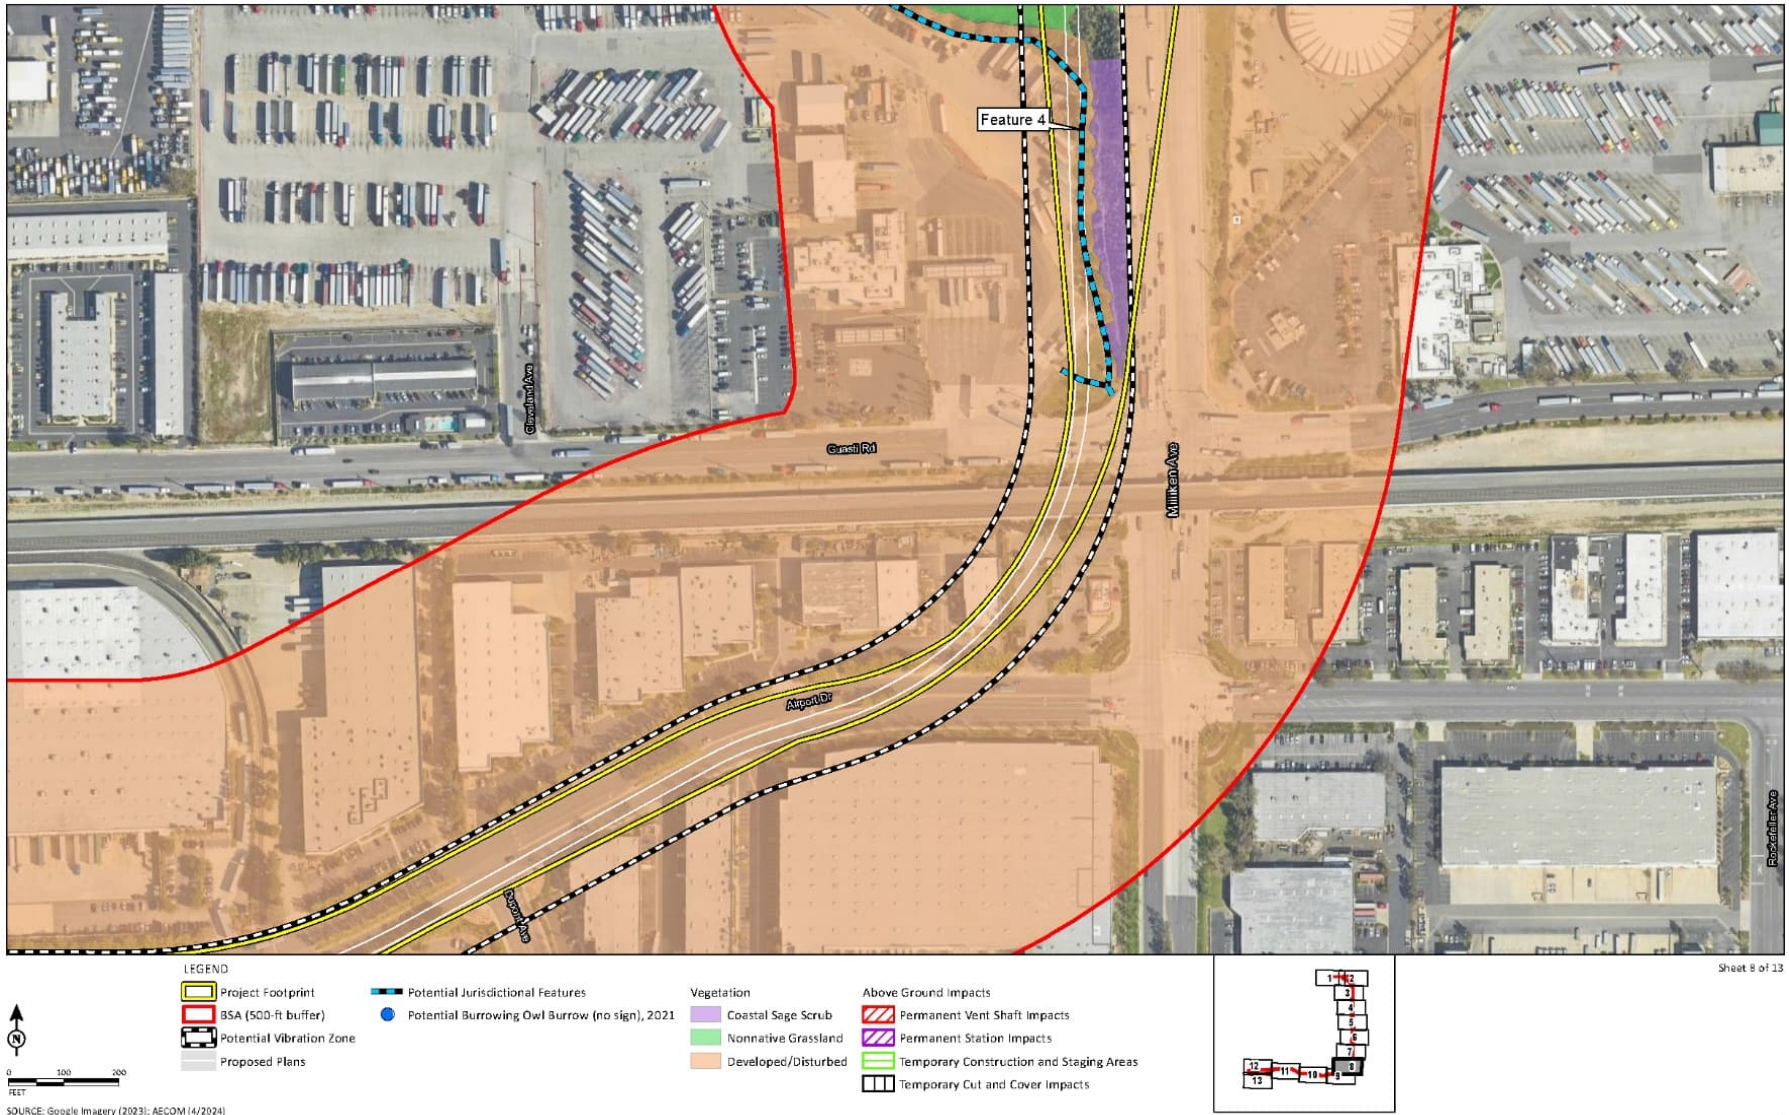 Feature 4
Cleveland Ave
Guasti Rd
Milliken Ave
Airport Dr
Dupont Ave
Rockefeller Ave
Sheet 8 of 13
LEGEND
Project Footprint
BSA (500-ft buffer)
Potential Vibration Zone
Proposed Plans
Potential Jurisdictional Features
Potential Burrowing Owl Burrow (no sign), 2021
Vegetation
Coastal Sage Scrub
Nonnative Grassland
Developed/Disturbed
Above Ground Impacts
Permanent Vent Shaft Impacts
Permanent Station Impacts
Temporary Construction and Staging Areas
Temporary Cut and Cover Impacts
N
0 100 200
FEET
SOURCE: Google Imagery (2023); AECOM (4/2024)
1 2
3
4
5
6
7
8
12 11 10 9
13